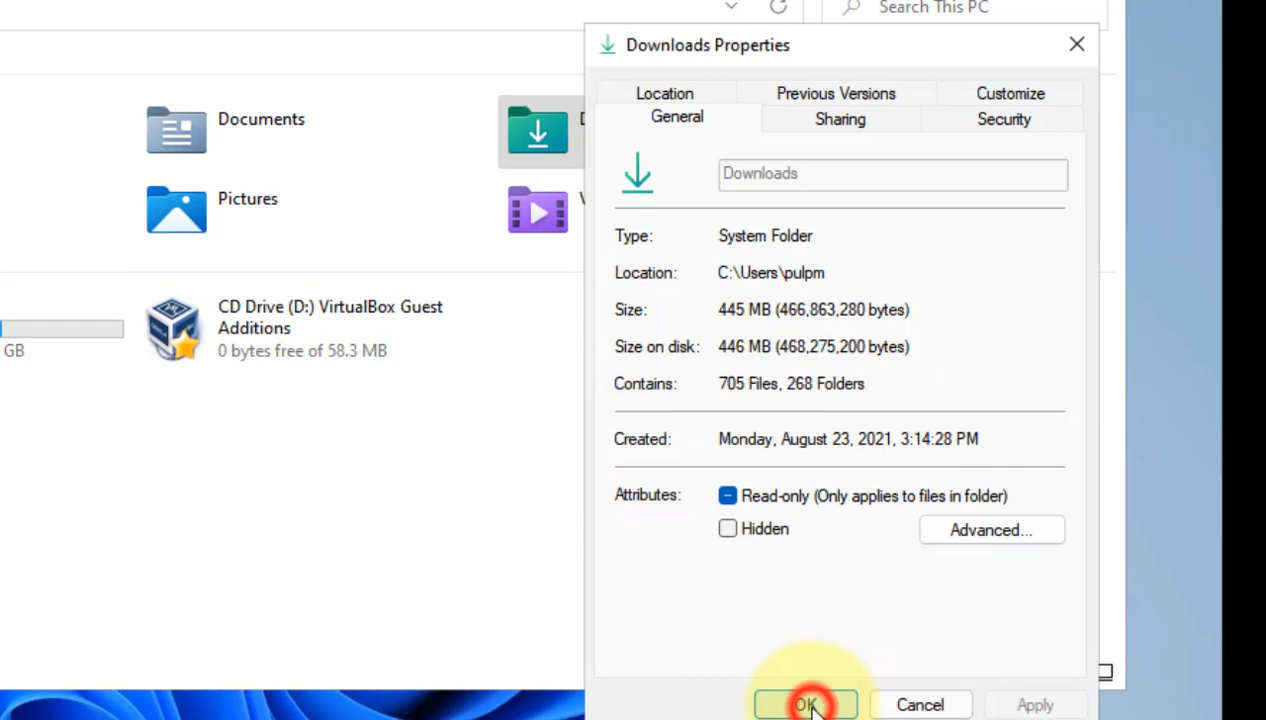 Search This PC
Downloads Properties
Location
Previous Versions
Customize
General
Sharing
Security
Documents
Downloads
Pictures
Type:
System Folder
Location:
C:\Users\pulpm
CD Drive (D:) VirtualBox Guest
Additions
0 bytes free of 58.3 MB
GB
Size:
445 MB (466,863,280 bytes)
Size on disk:
446 MB (468,275,200 bytes)
Contains:
705 Files, 268 Folders
Created:
Monday, August 23, 2021, 3:14:28 PM
Attributes:
Read-only (Only applies to files in folder)
Hidden
Advanced...
OK
Cancel
Apply